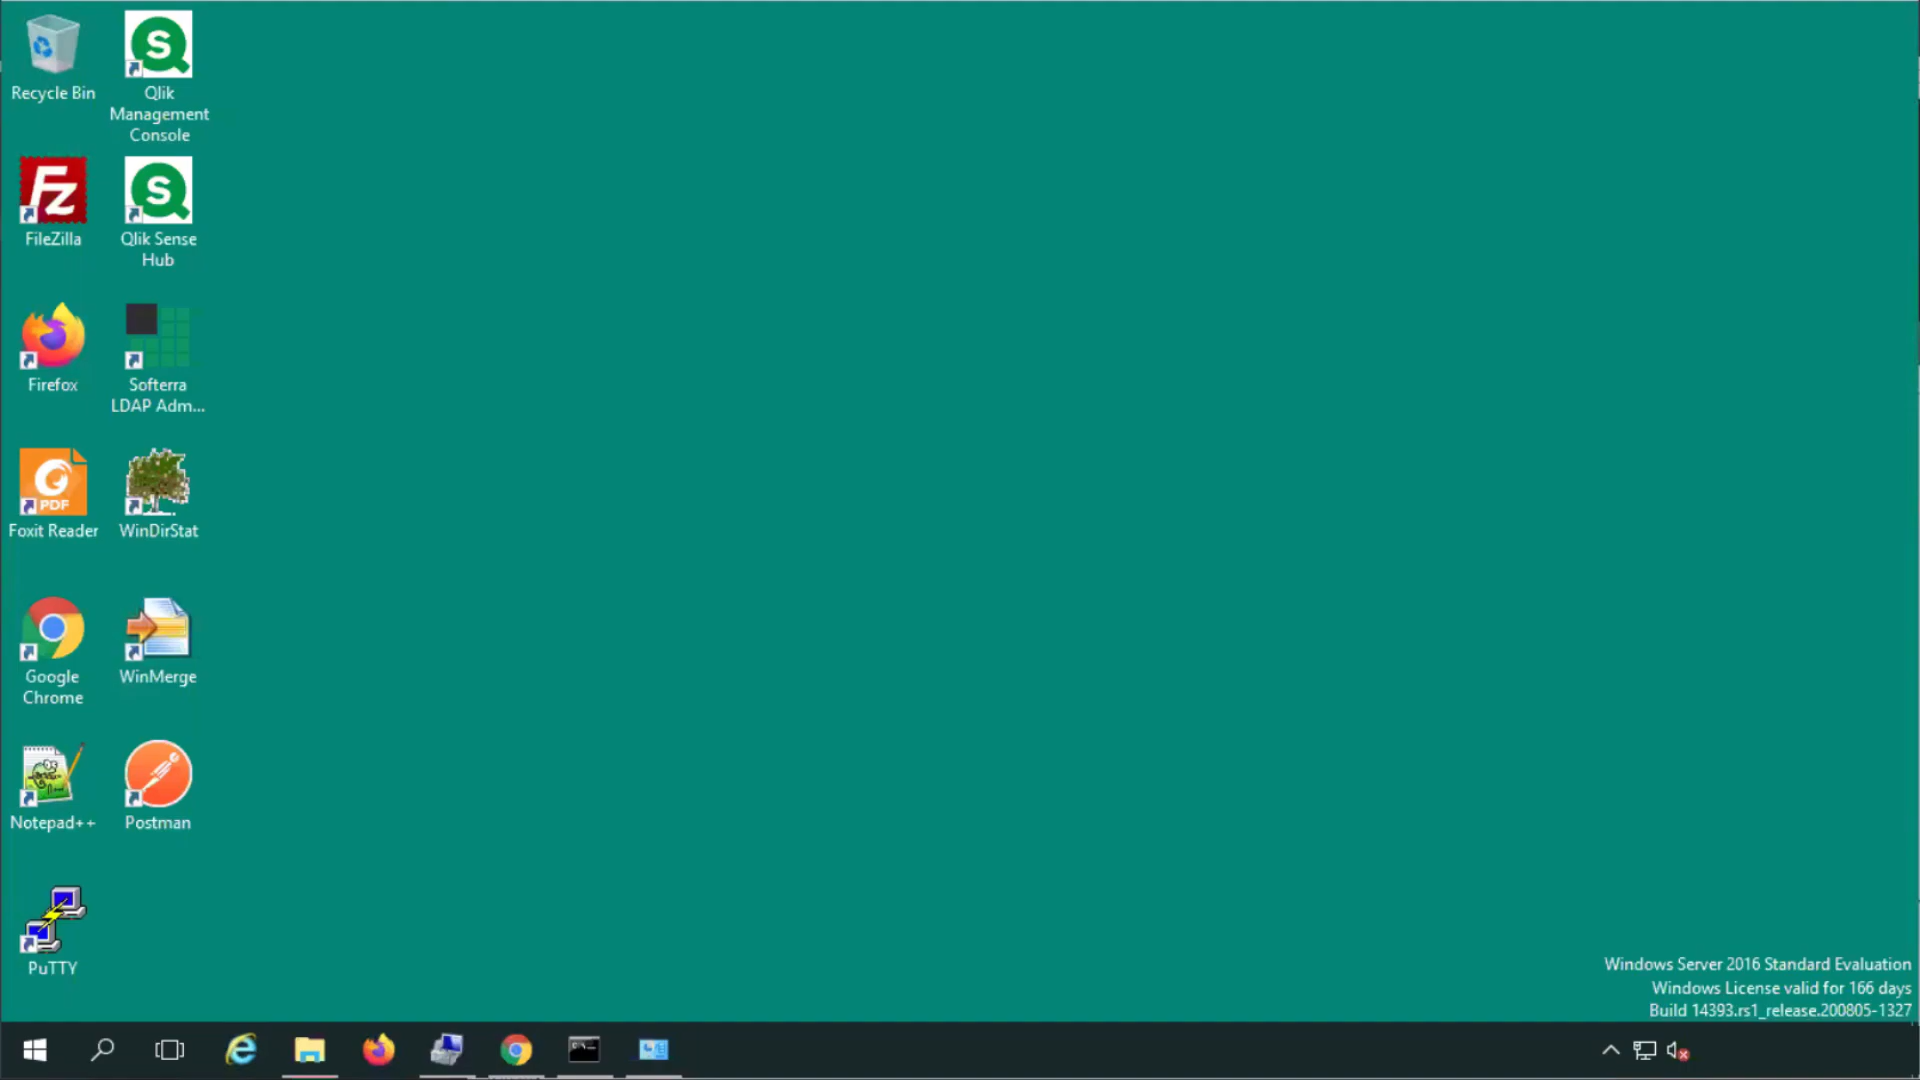 Recycle Bin
Qlik
Management
Console
FileZilla
Qlik Sense
Hub
Firefox
Softerra
LDAP Adm...
PDF
Foxit Reader
WinDirStat
Google
Chrome
WinMerge
Notepad++
Postman
PuTTY
Windows Server 2016 Standard Evaluation
Windows License valid for 166 days
Build 14393.rs1_release.200805-1327